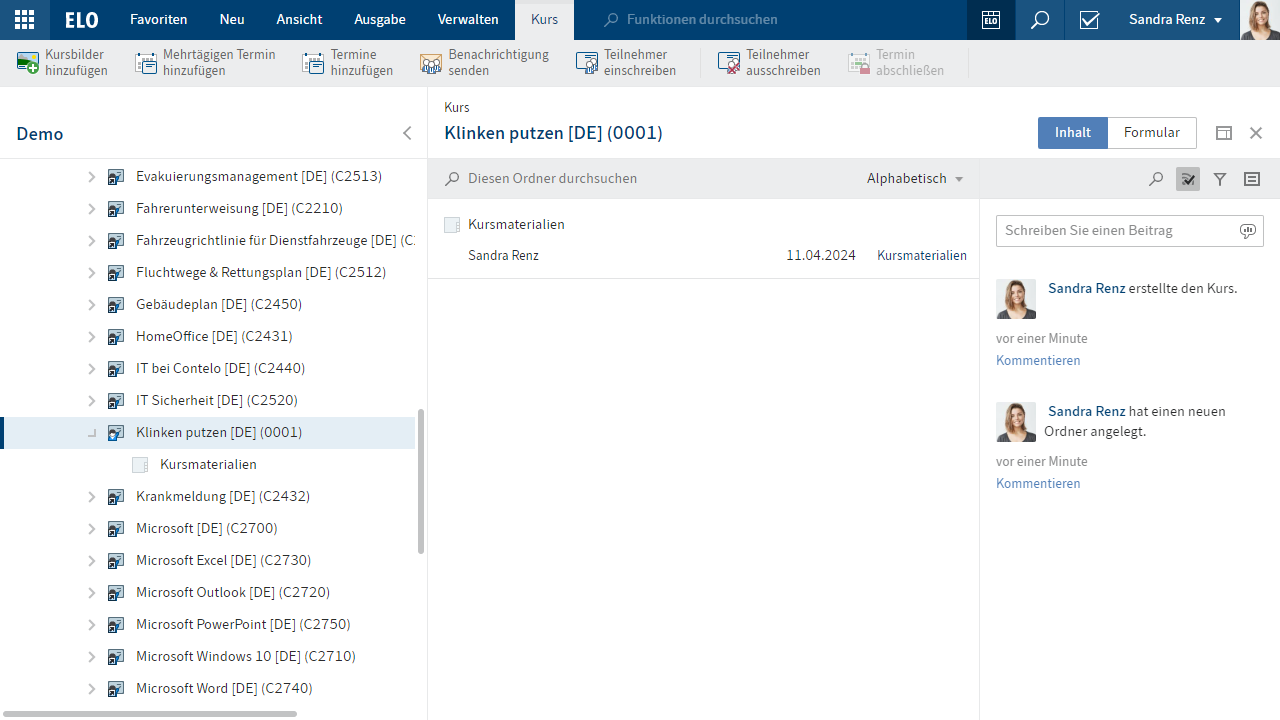 ELO Favoriten Neu Ansicht Ausgabe Verwalten Kurs Funktionen durchsuchen ELO Sandra Renz
Kursbilder hinzufügen
Mehrtägigen Termin hinzufügen
Termine hinzufügen
Benachrichtigung senden
Teilnehmer einschreiben
Teilnehmer ausschreiben
Termin abschließen
Demo
Evakuierungsmanagement [DE] (C2513)
Fahrerunterweisung [DE] (C2210)
Fahrzeugrichtlinie für Dienstfahrzeuge [DE]
Fluchtwege & Rettungsplan [DE] (C2512)
Gebäudeplan [DE] (C2450)
HomeOffice [DE] (C2431)
IT bei Contelo [DE] (C2440)
IT Sicherheit [DE] (C2520)
Klinken putzen [DE] (0001)
Kursmaterialien
Krankmeldung [DE] (C2432)
Microsoft [DE] (C2700)
Microsoft Excel [DE] (C2730)
Microsoft Outlook [DE] (C2720)
Microsoft PowerPoint [DE] (C2750)
Microsoft Windows 10 [DE] (C2710)
Microsoft Word [DE] (C2740)
Kurs
Klinken putzen [DE] (0001)
Inhalt Formular
Diesen Ordner durchsuchen Alphabetisch
Kursmaterialien
Sandra Renz 11.04.2024 Kursmaterialien
Schreiben Sie einen Beitrag
Sandra Renz erstellte den Kurs.
vor einer Minute
Kommentieren
Sandra Renz hat einen neuen
Ordner angelegt.
vor einer Minute
Kommentieren